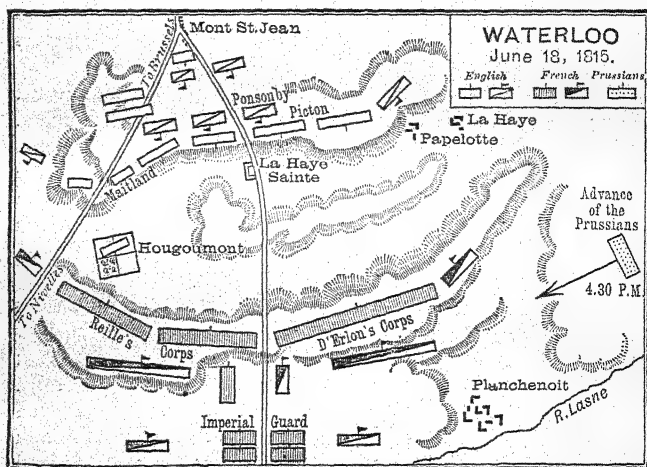 Mont St. Jean
WATERLOO
June 18, 1815.
English French Prussians
To Brussels
Ponsonby
Picton
La Haye
Papelotte
La Haye
Sainte
Maitland
Advance
of the
Prussians
Hougoumont
4.30 P.M.
To Nivelles
Reille's
Corps
D'Erlon's Corps
Planchenoit
R. Lasne
Imperial Guard